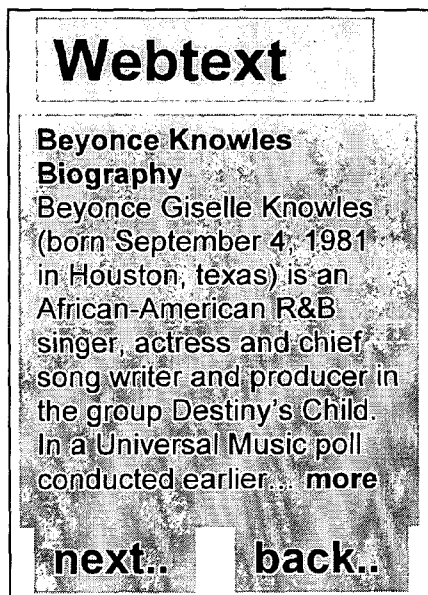 Webtext
Beyonce Knowles
Biography
Beyonce Giselle Knowles
(born September 4, 1981
in Houston, texas) is an
African-American R&B
singer, actress and chief
song writer and producer in
the group Destiny's Child.
In a Universal Music poll
conducted earlier... more
next.. back..